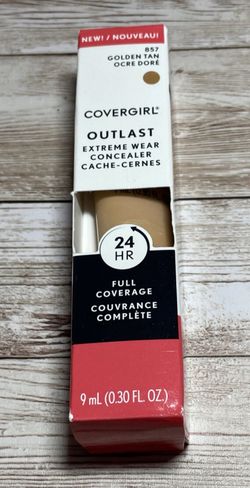 NEW! / NOUVEAU!
857
GOLDEN TAN
OCRE DORÉ
COVERGIRL®
OUTLAST
EXTREME WEAR
CONCEALER
CACHE-CERNES
24
HR
FULL
COVERAGE
COUVRANCE
COMPLÈTE
9 mL (0.30 FL. OZ.)